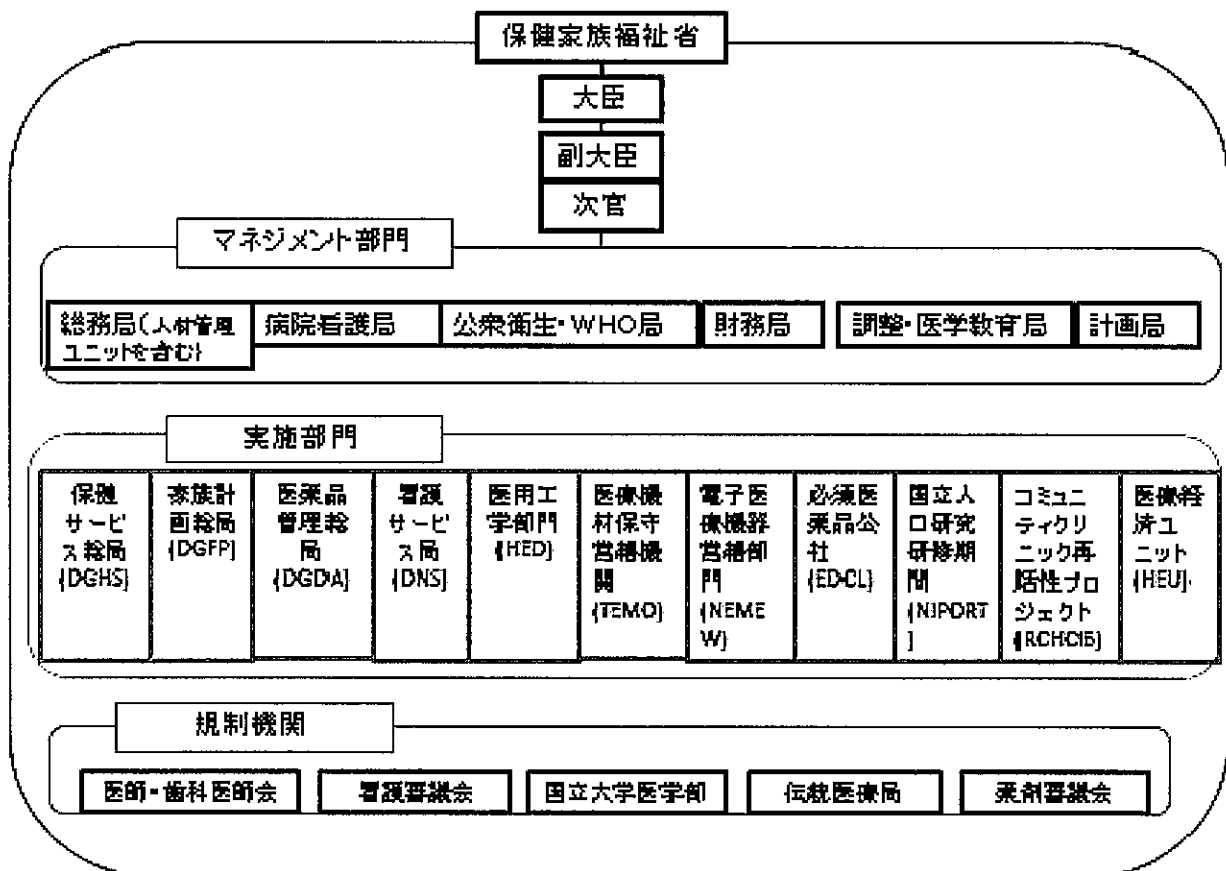 保健家族福祉省
大臣
副大臣
次官
マネジメント部門
総務局(人材管理
ユニットを含む)
病院看護局
公衆衛生・WHO局
財務局
調整・医学教育局
計画局
実施部門
保健
サービ
ス総局
(DGHS)
家族計
画総局
(DGFP)
医薬品
管理総
局
(DGDA)
看護
サービ
ス局
(DNS)
医用工
学部門
(HED)
医療機
材保守
営繕機
関
(TEMO)
電子医
療機器
営繕部
門
(NEME
W)
必須医
薬品公
社
(EDCL)
国立人
口研究
研修期
間
(NIPORT
)
コミュニ
ティクリ
ニック再
活性プロ
ジェクト
(RCHCIB)
医療経
済ユ
ニット
(HEU)
規制機関
医師・歯科医師会
看護審議会
国立大学医学部
伝統医療局
薬剤審議会